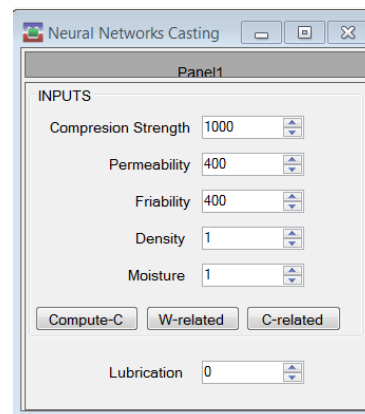 Neural Networks Casting
Panel1
INPUTS
Compresion Strength 1000
Permeability 400
Friability 400
Density 1
Moisture 1
Compute-C W-related C-related
Lubrication 0